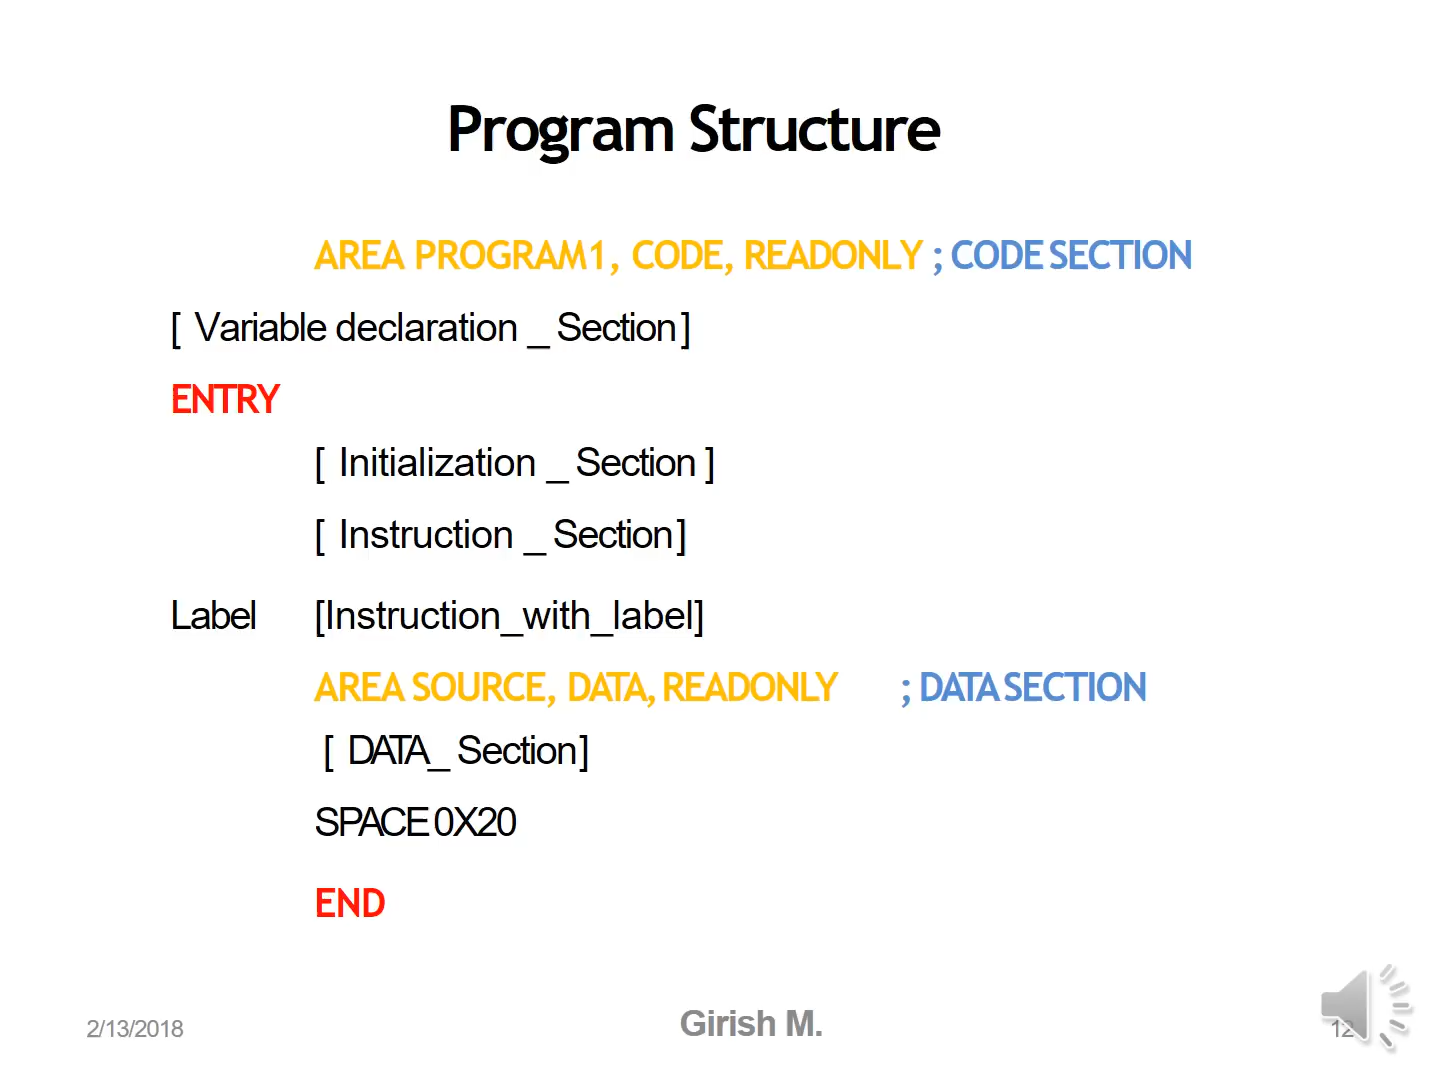 Program Structure
AREA PROGRAM1, CODE, READONLY ; CODE SECTION
[ Variable declaration _ Section]
ENTRY
[ Initialization _ Section ]
[ Instruction _ Section]
Label [Instruction_with_label]
AREA SOURCE, DATA, READONLY ; DATA SECTION
[ DATA_ Section]
SPACE 0X20
END
2/13/2018 Girish M. 12